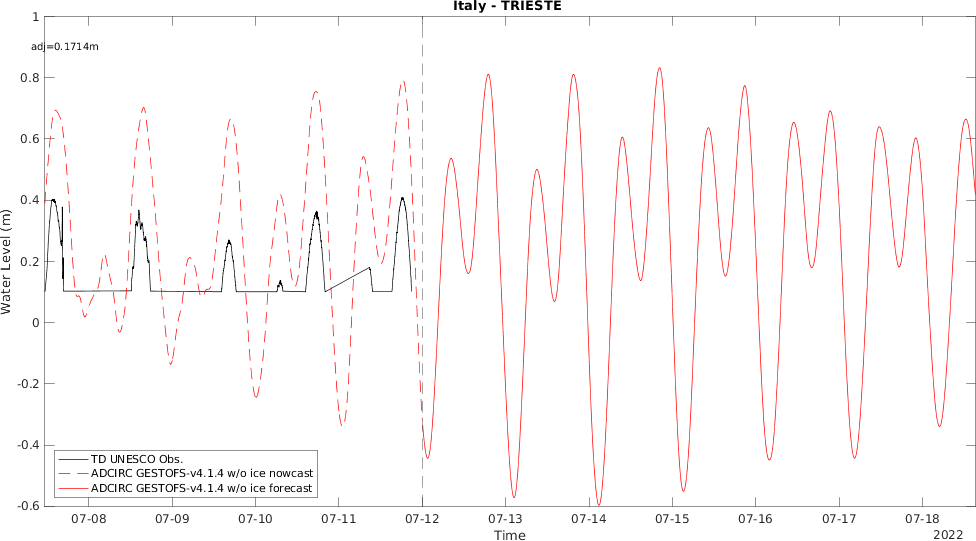 Italy - TRIESTE
adj=0.1714m
Water Level (m)
1
0.8
0.6
0.4
0.2
0
-0.2
-0.4
-0.6
TD UNESCO Obs.
ADCIRC GESTOFS-v4.1.4 w/o ice nowcast
ADCIRC GESTOFS-v4.1.4 w/o ice forecast
07-08 07-09 07-10 07-11 07-12 07-13 07-14 07-15 07-16 07-17 07-18
Time
2022